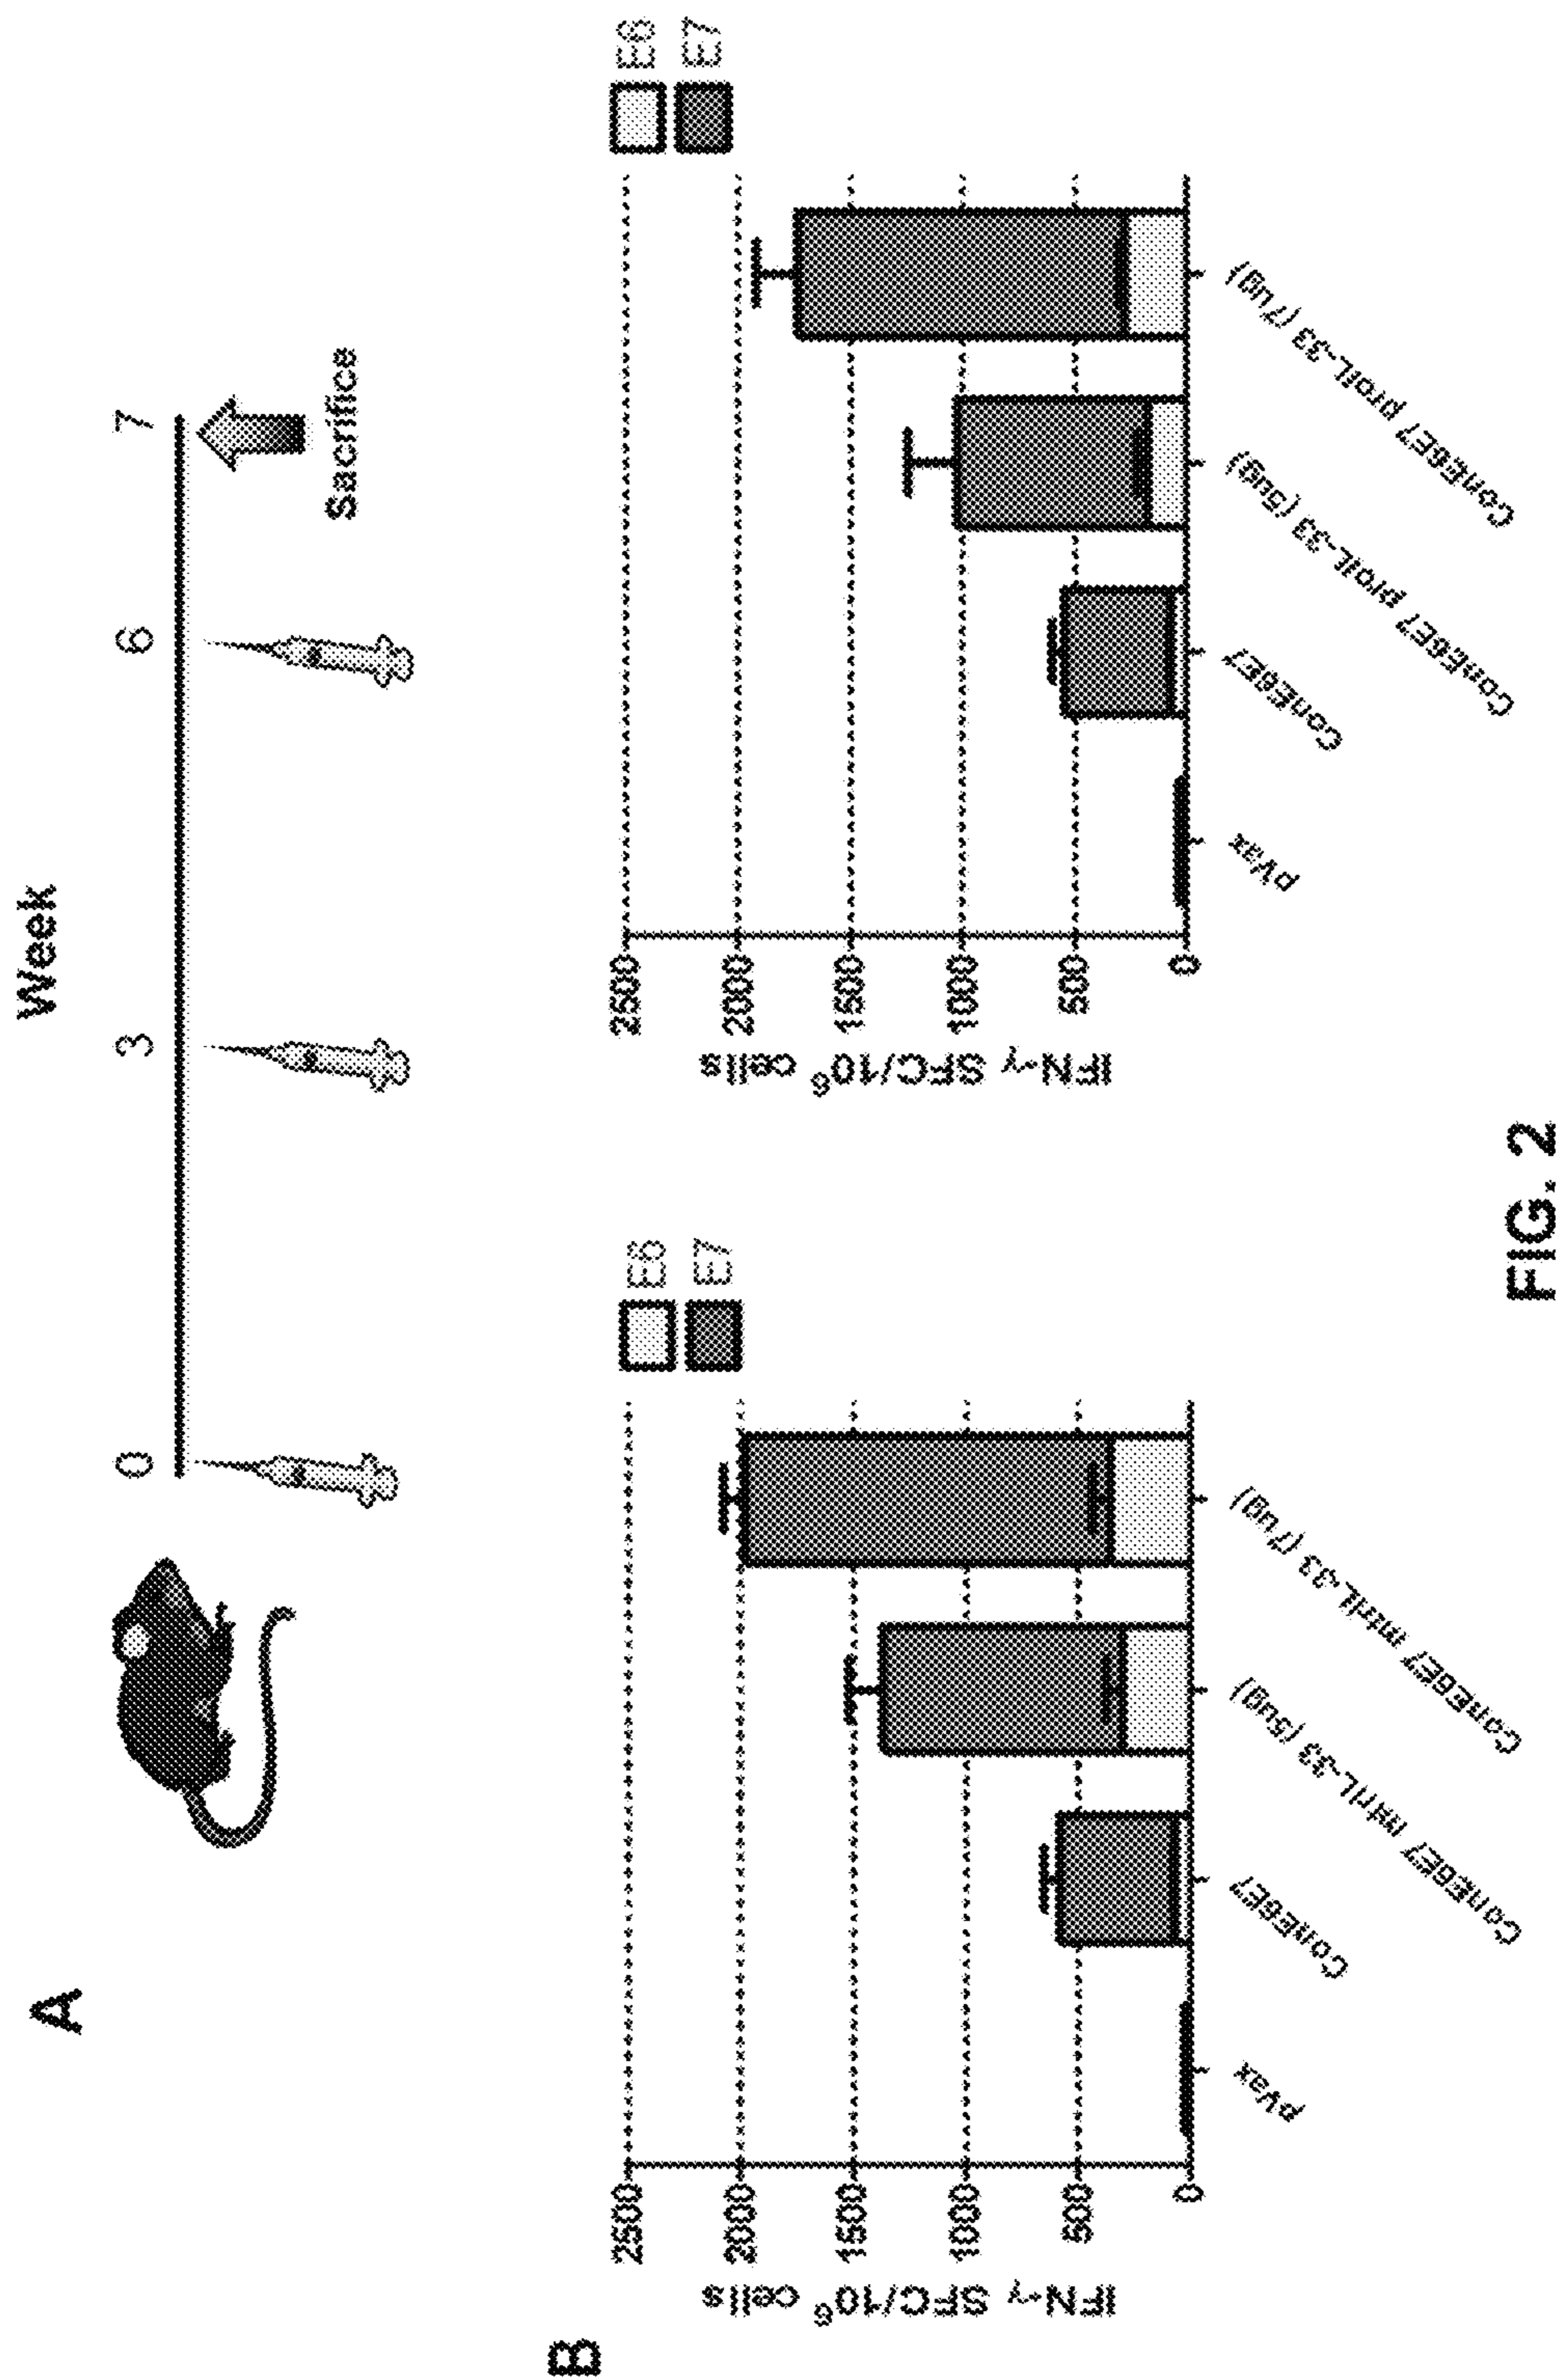 A
Week
0 3 6 7
Sacrifice
B
IFN-γ SFC/10⁶ cells
2500
2000
1500
1000
500
0
E6
E7
pVax
ConE6E7
ConE6E7 mtrIL-33 (5ug)
ConE6E7 mtrIL-33 (7ug)
IFN-γ SFC/10⁶ cells
2500
2000
1500
1000
500
0
E6
E7
pVax
ConE6E7
ConE6E7 proIL-33 (5ug)
ConE6E7 proIL-33 (7ug)
FIG. 2